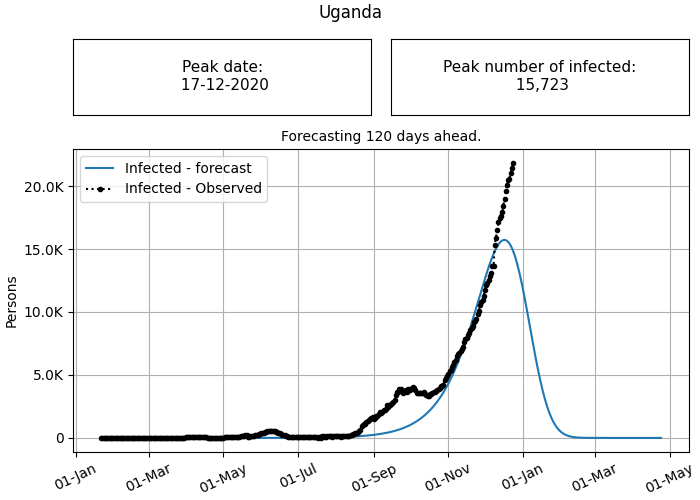 Uganda
Peak date:
17-12-2020
Peak number of infected:
15,723
Forecasting 120 days ahead.
Infected - forecast
Infected - Observed
20.0K
15.0K
10.0K
5.0K
0
Persons
01-Jan
01-Mar
01-May
01-Jul
01-Sep
01-Nov
01-Jan
01-Mar
01-May